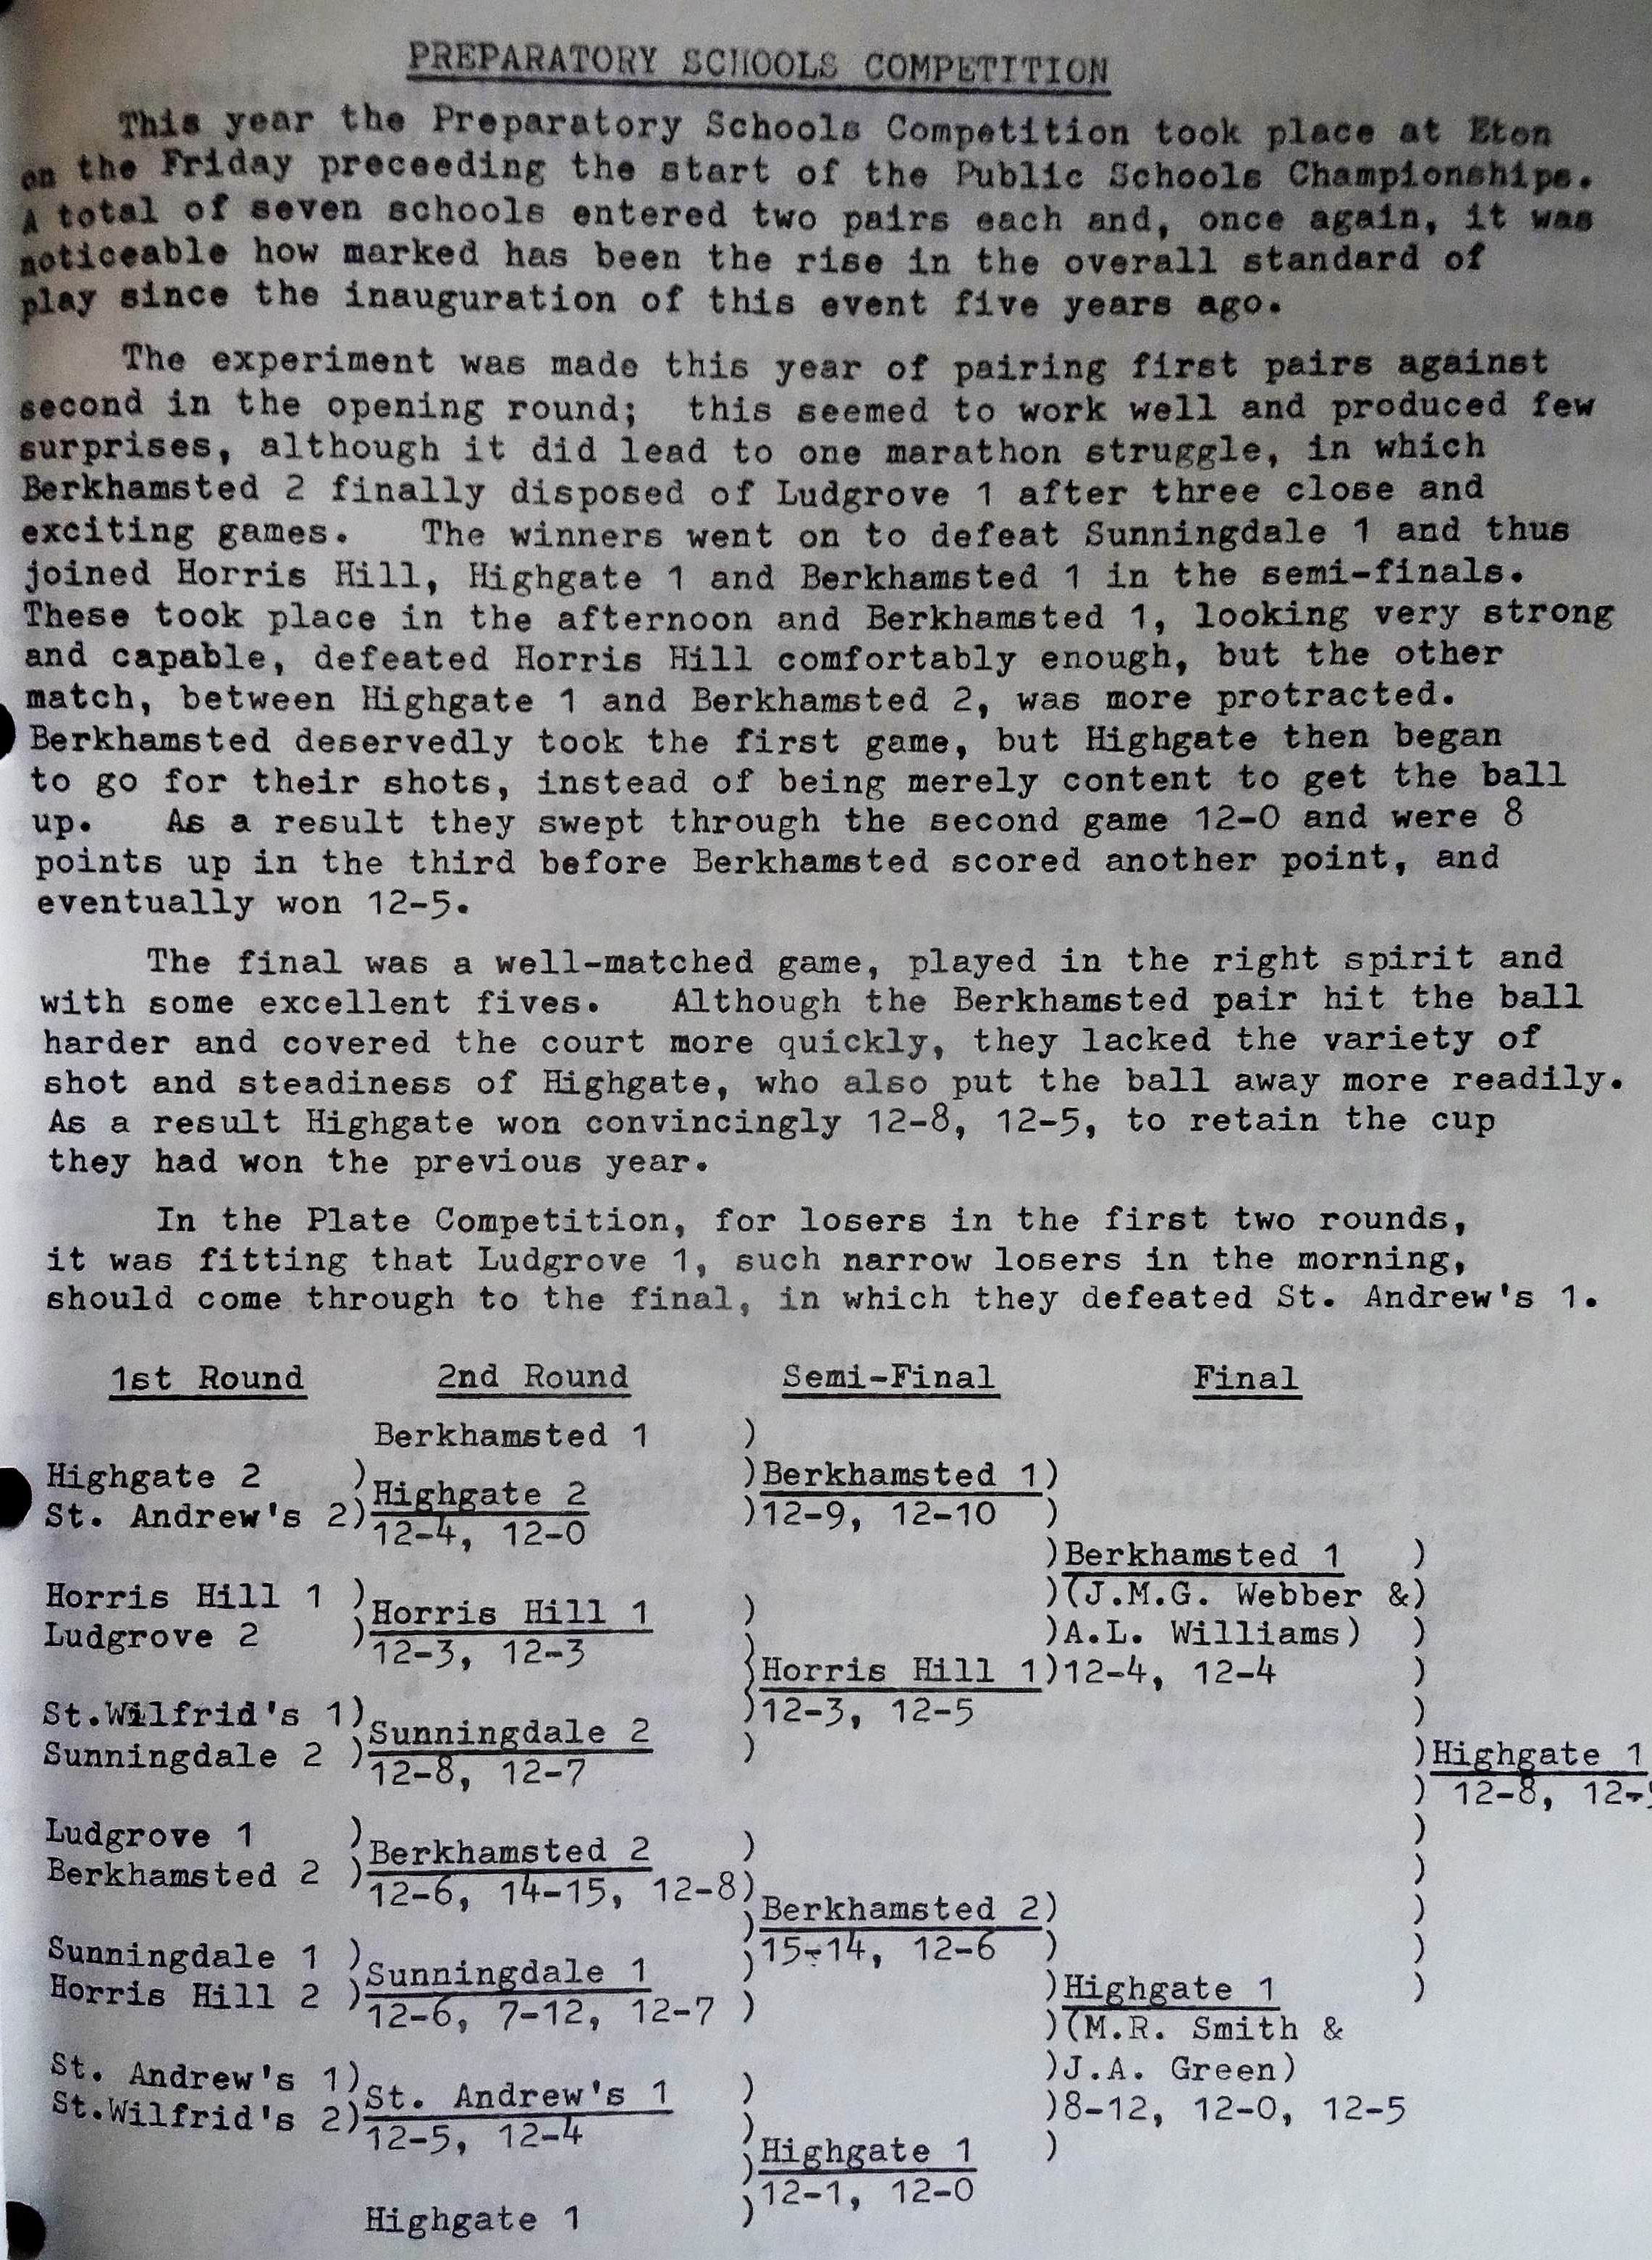 PREPARATORY SCHOOLS COMPETITION
This year the Preparatory Schools Competition took place at Eton
on the Friday preceeding the start of the Public Schools Championships.
A total of seven schools entered two pairs each and, once again, it was
noticeable how marked has been the rise in the overall standard of
play since the inauguration of this event five years ago.
The experiment was made this year of pairing first pairs against
second in the opening round; this seemed to work well and produced few
surprises, although it did lead to one marathon struggle, in which
Berkhamsted 2 finally disposed of Ludgrove 1 after three close and
exciting games. The winners went on to defeat Sunningdale 1 and thus
joined Horris Hill, Highgate 1 and Berkhamsted 1 in the semi-finals.
These took place in the afternoon and Berkhamsted 1, looking very strong
and capable, defeated Horris Hill comfortably enough, but the other
match, between Highgate 1 and Berkhamsted 2, was more protracted.
Berkhamsted deservedly took the first game, but Highgate then began
to go for their shots, instead of being merely content to get the ball
up. As a result they swept through the second game 12-0 and were 8
points up in the third before Berkhamsted scored another point, and
eventually won 12-5.
The final was a well-matched game, played in the right spirit and
with some excellent fives. Although the Berkhamsted pair hit the ball
harder and covered the court more quickly, they lacked the variety of
shot and steadiness of Highgate, who also put the ball away more readily.
As a result Highgate won convincingly 12-8, 12-5, to retain the cup
they had won the previous year.
In the Plate Competition, for losers in the first two rounds,
it was fitting that Ludgrove 1, such narrow losers in the morning,
should come through to the final, in which they defeated St. Andrew's 1.
1st Round 2nd Round Semi-Final Final
Berkhamsted 1 )
Highgate 2 ) )Berkhamsted 1)
Highgate 2
St. Andrew's 2) )12-9, 12-10 )
12-4, 12-0
)Berkhamsted 1 )
Horris Hill 1 ) )(J.M.G. Webber &)
Horris Hill 1 )
Ludgrove 2 ) )A.L. Williams) )
12-3, 12-3 )
)Horris Hill 1)12-4, 12-4 )
St.Wilfrid's 1) )12-3, 12-5 )
Sunningdale 2
Sunningdale 2 ) ) )Highgate 1
12-8, 12-7 ) 12-8, 12-
Ludgrove 1 ) )
Berkhamsted 2 )
Berkhamsted 2 ) )
12-6, 14-15, 12-8)
)Berkhamsted 2) )
Sunningdale 1 ) )15-14, 12-6 ) )
Sunningdale 1 )
Horris Hill 2 ) )Highgate 1 )
12-6, 7-12, 12-7 )
)(M.R. Smith &
St. Andrew's 1) )J.A. Green)
St. Andrew's 1 )
St.Wilfrid's 2) )8-12, 12-0, 12-5
12-5, 12-4 )
)Highgate 1 )
)12-1, 12-0
Highgate 1 )